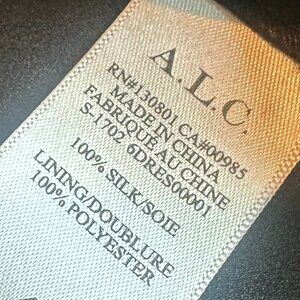 A.L.C.
RN#130801 CA#00985
MADE IN CHINA
FABRIQUE AU CHINE
S-1702 6DRES00001
100% SILK/SOIE
LINING/DOUBLURE
100% POLYESTER